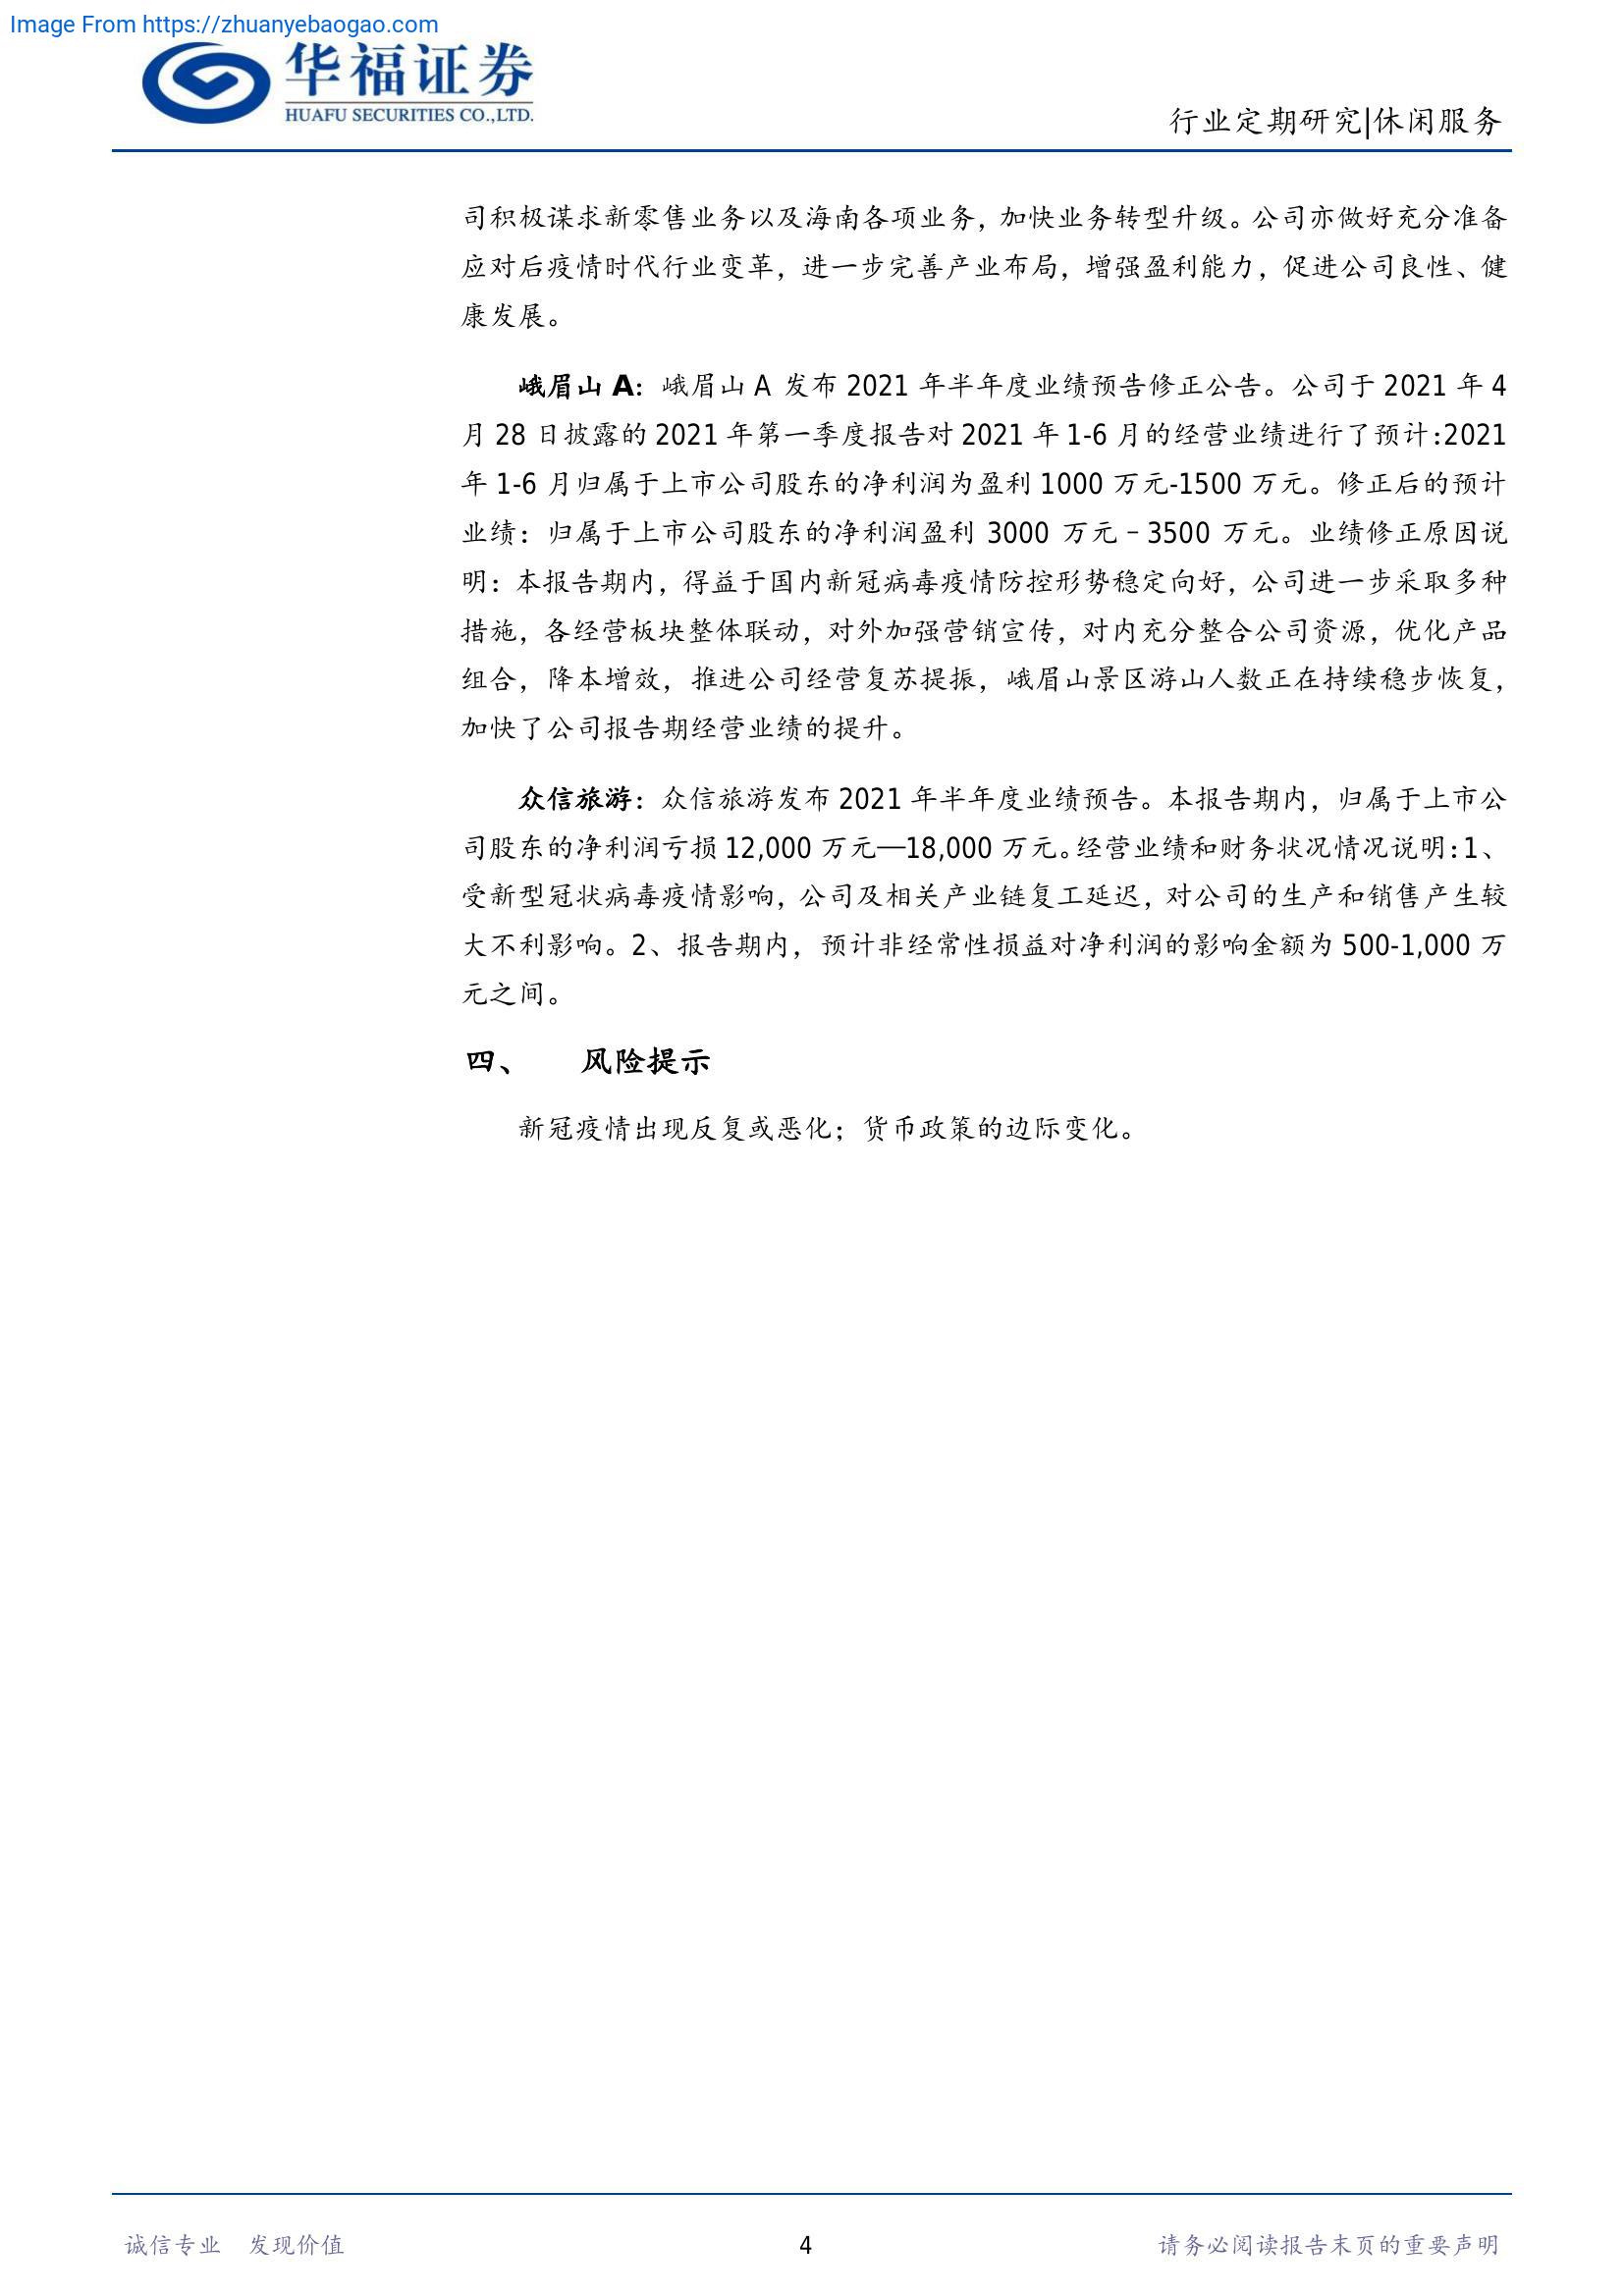 Image From https://zhuanyebaogao.com
华福证券
HUAFU SECURITIES CO.,LTD.
行业定期研究|休闲服务
司积极谋求新零售业务以及海南各项业务，加快业务转型升级。公司亦做好充分准备
应对后疫情时代行业变革，进一步完善产业布局，增强盈利能力，促进公司良性、健
康发展。
峨眉山 A：峨眉山 A 发布 2021 年半年度业绩预告修正公告。公司于 2021 年 4
月 28 日披露的 2021 年第一季度报告对 2021 年 1-6 月的经营业绩进行了预计：2021
年 1-6 月归属于上市公司股东的净利润为盈利 1000 万元-1500 万元。修正后的预计
业绩：归属于上市公司股东的净利润盈利 3000 万元–3500 万元。业绩修正原因说
明：本报告期内，得益于国内新冠病毒疫情防控形势稳定向好，公司进一步采取多种
措施，各经营板块整体联动，对外加强营销宣传，对内充分整合公司资源，优化产品
组合，降本增效，推进公司经营复苏提振，峨眉山景区游山人数正在持续稳步恢复，
加快了公司报告期经营业绩的提升。
众信旅游：众信旅游发布 2021 年半年度业绩预告。本报告期内，归属于上市公
司股东的净利润亏损 12,000 万元—18,000 万元。经营业绩和财务状况情况说明：1、
受新型冠状病毒疫情影响，公司及相关产业链复工延迟，对公司的生产和销售产生较
大不利影响。2、报告期内，预计非经常性损益对净利润的影响金额为 500-1,000 万
元之间。
四、 风险提示
新冠疫情出现反复或恶化；货币政策的边际变化。
诚信专业 发现价值
4
请务必阅读报告末页的重要声明